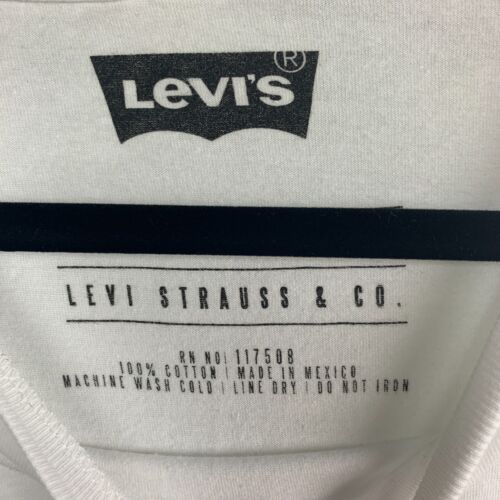 LEVI'S ®
LEVI STRAUSS & CO.
RN NO| 117508
100% COTTON | MADE IN MEXICO
MACHINE WASH COLD | LINE DRY | DO NOT IRON